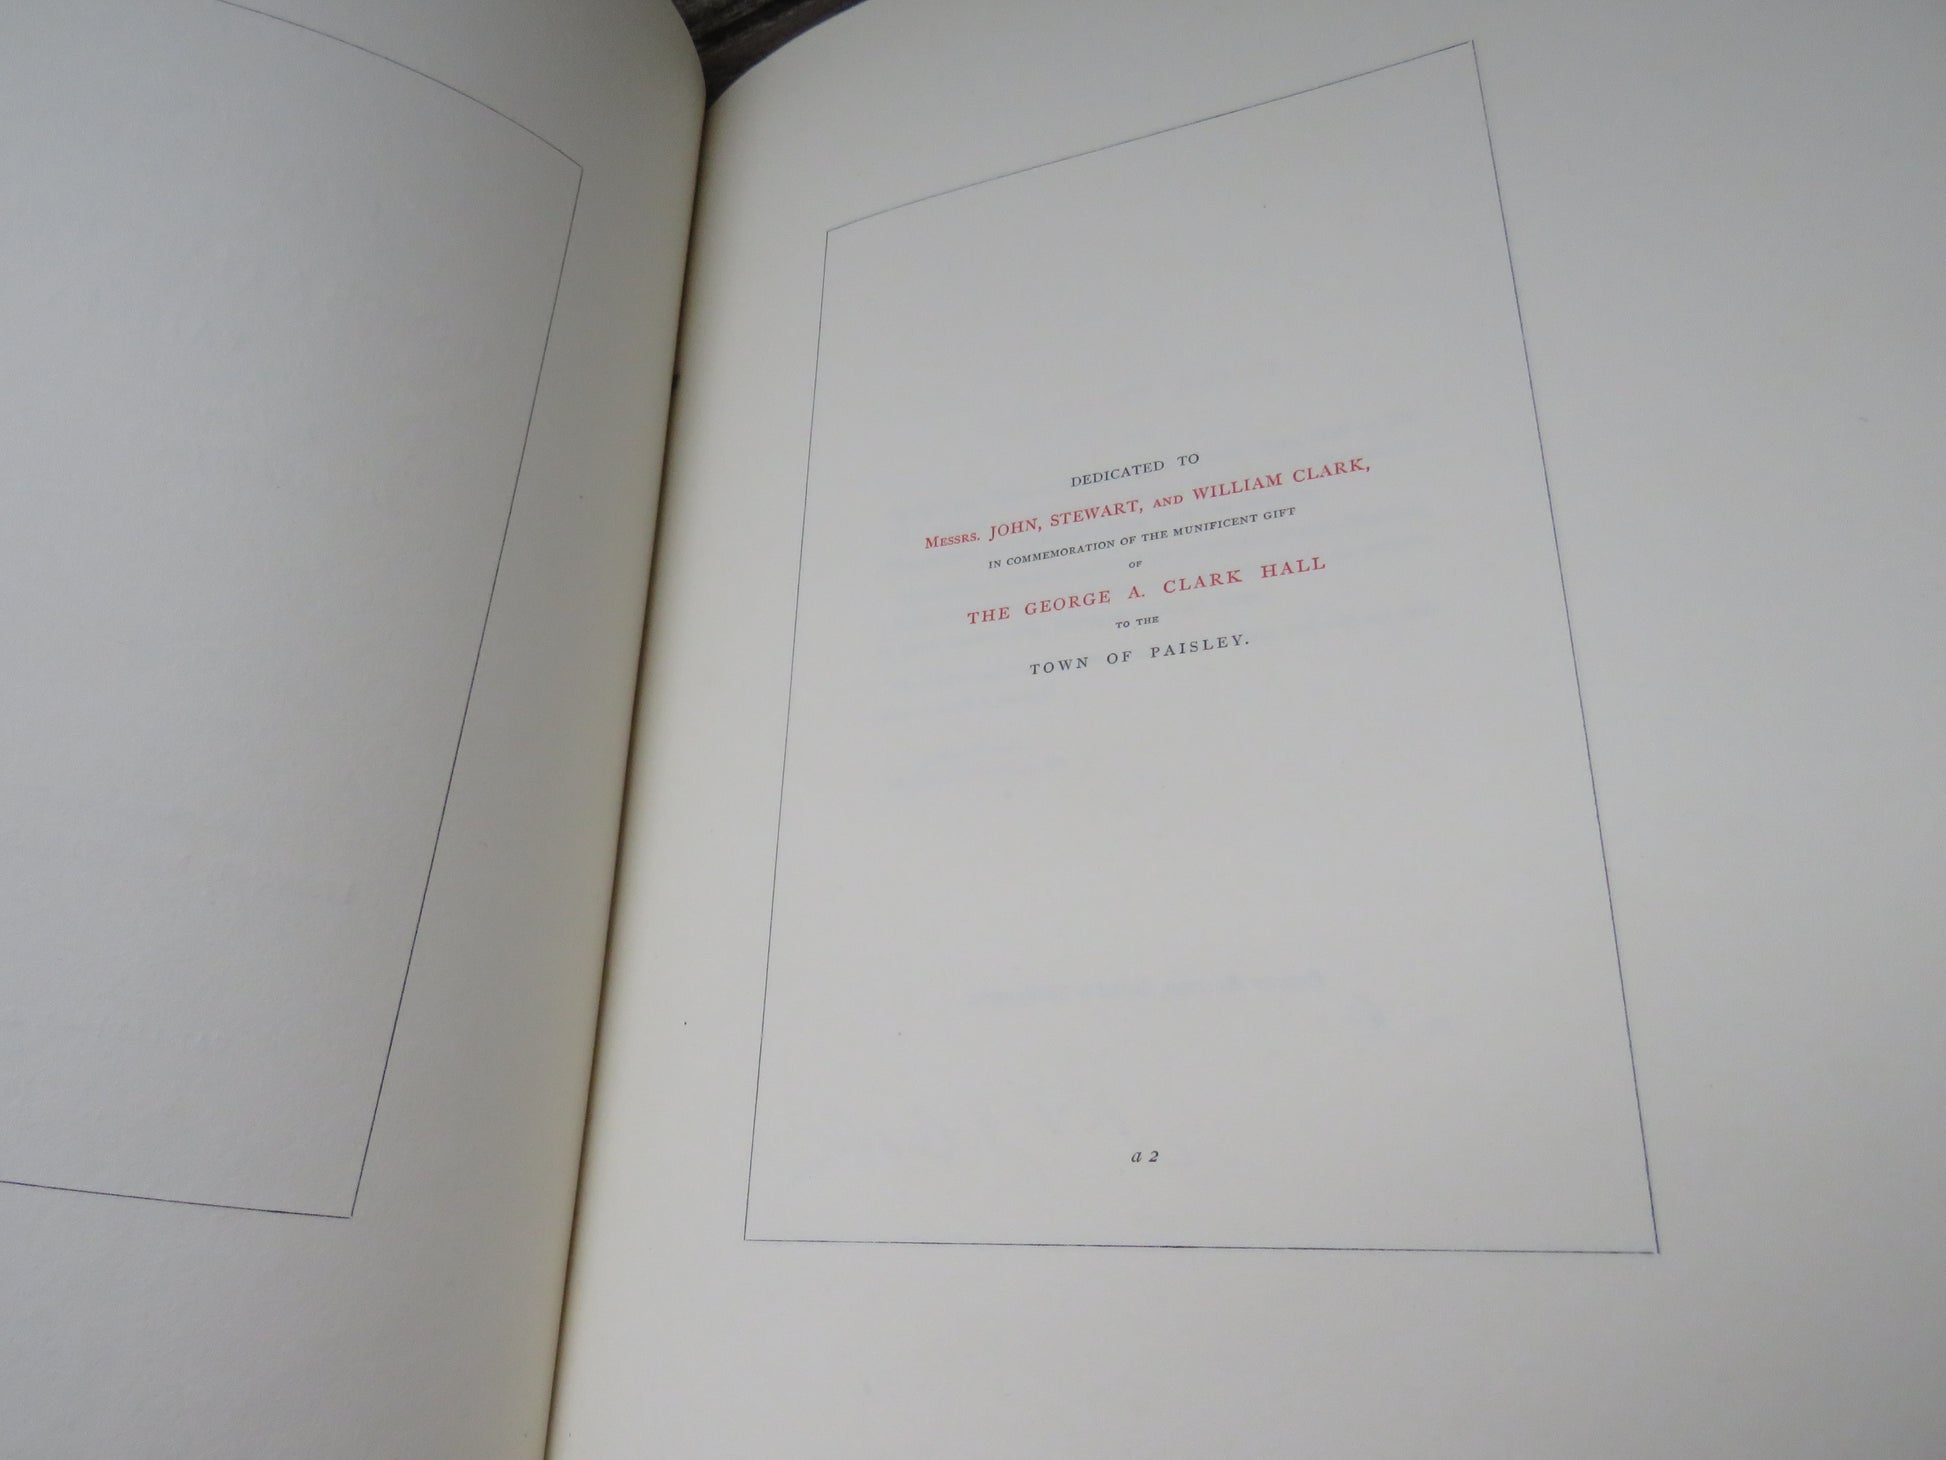 DEDICATED TO
MESSRS. JOHN, STEWART, AND WILLIAM CLARK,
IN COMMEMORATION OF THE MUNIFICENT GIFT
OF
THE GEORGE A. CLARK HALL
TO THE
TOWN OF PAISLEY.
a 2